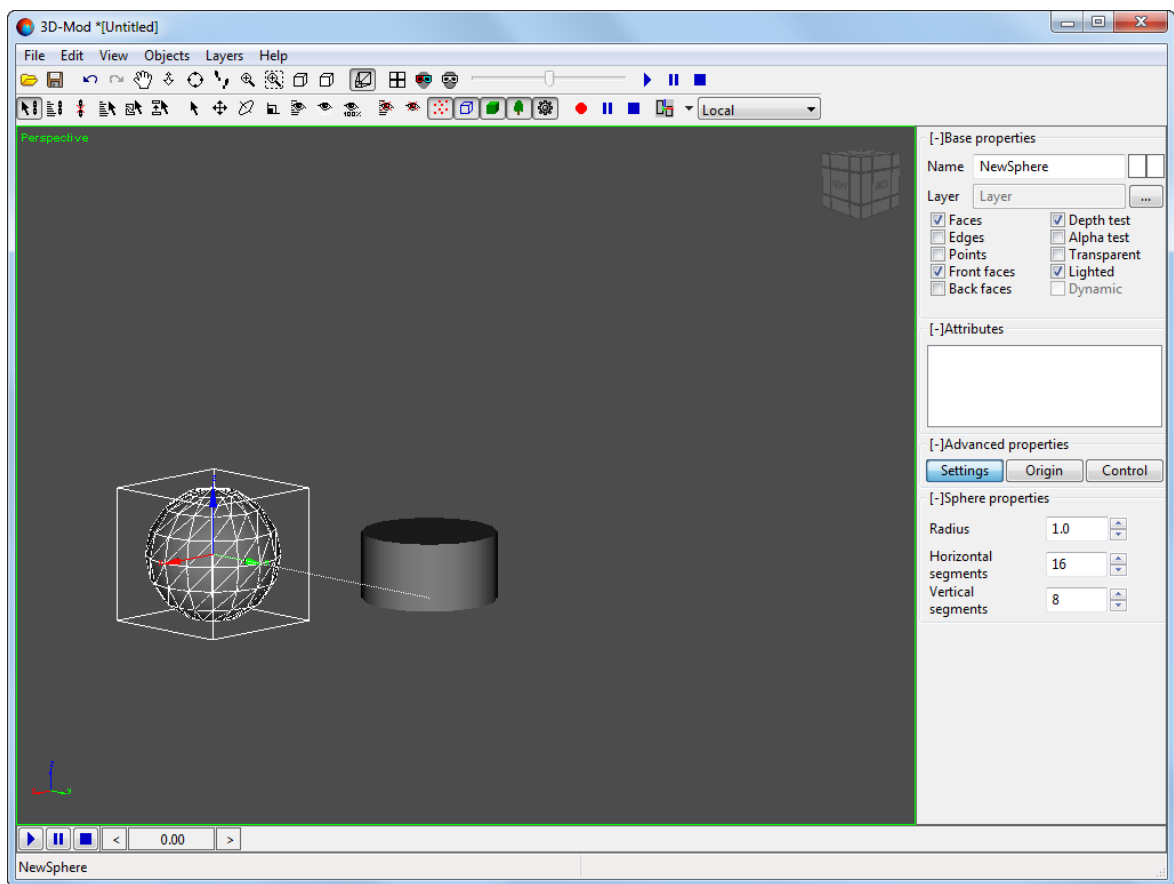 3D-Mod *[Untitled]
File Edit View Objects Layers Help
100%
Local
Perspective
[-]Base properties
Name NewSphere
Layer Layer ...
Faces Depth test
Edges Alpha test
Points Transparent
Front faces Lighted
Back faces Dynamic
[-]Attributes
[-]Advanced properties
Settings Origin Control
[-]Sphere properties
Radius 1.0
Horizontal
segments 16
Vertical
segments 8
z
y
< 0.00 >
NewSphere